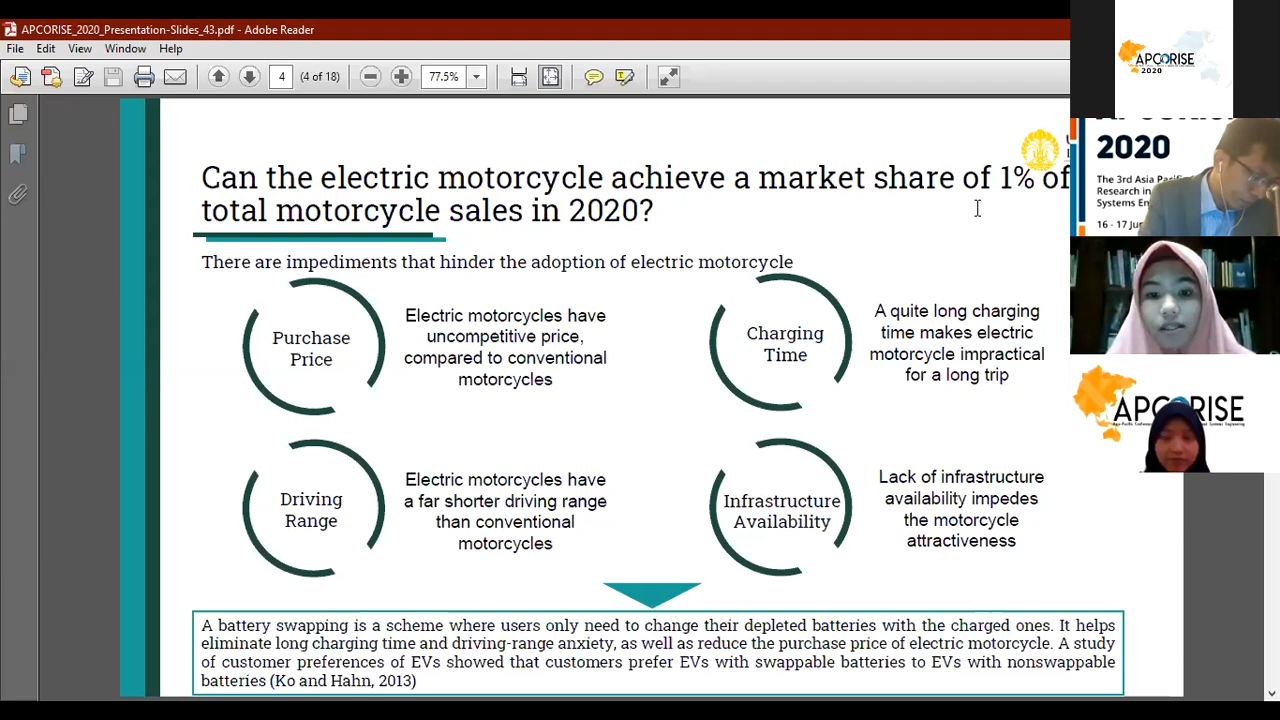 APCORISE_2020_Presentation-Slides_43.pdf - Adobe Reader
File Edit View Window Help
4 (4 of 18) 77.5%
Can the electric motorcycle achieve a market share of 1% of
total motorcycle sales in 2020?
There are impediments that hinder the adoption of electric motorcycle
Purchase
Price
Electric motorcycles have
uncompetitive price,
compared to conventional
motorcycles
Charging
Time
A quite long charging
time makes electric
motorcycle impractical
for a long trip
Driving
Range
Electric motorcycles have
a far shorter driving range
than conventional
motorcycles
Infrastructure
Availability
Lack of infrastructure
availability impedes
the motorcycle
attractiveness
A battery swapping is a scheme where users only need to change their depleted batteries with the charged ones. It helps
eliminate long charging time and driving-range anxiety, as well as reduce the purchase price of electric motorcycle. A study
of customer preferences of EVs showed that customers prefer EVs with swappable batteries to EVs with nonswappable
batteries (Ko and Hahn, 2013)
APCORISE
2020
2020
The 3rd Asia
Research in
Systems
16 - 17
APCORISE